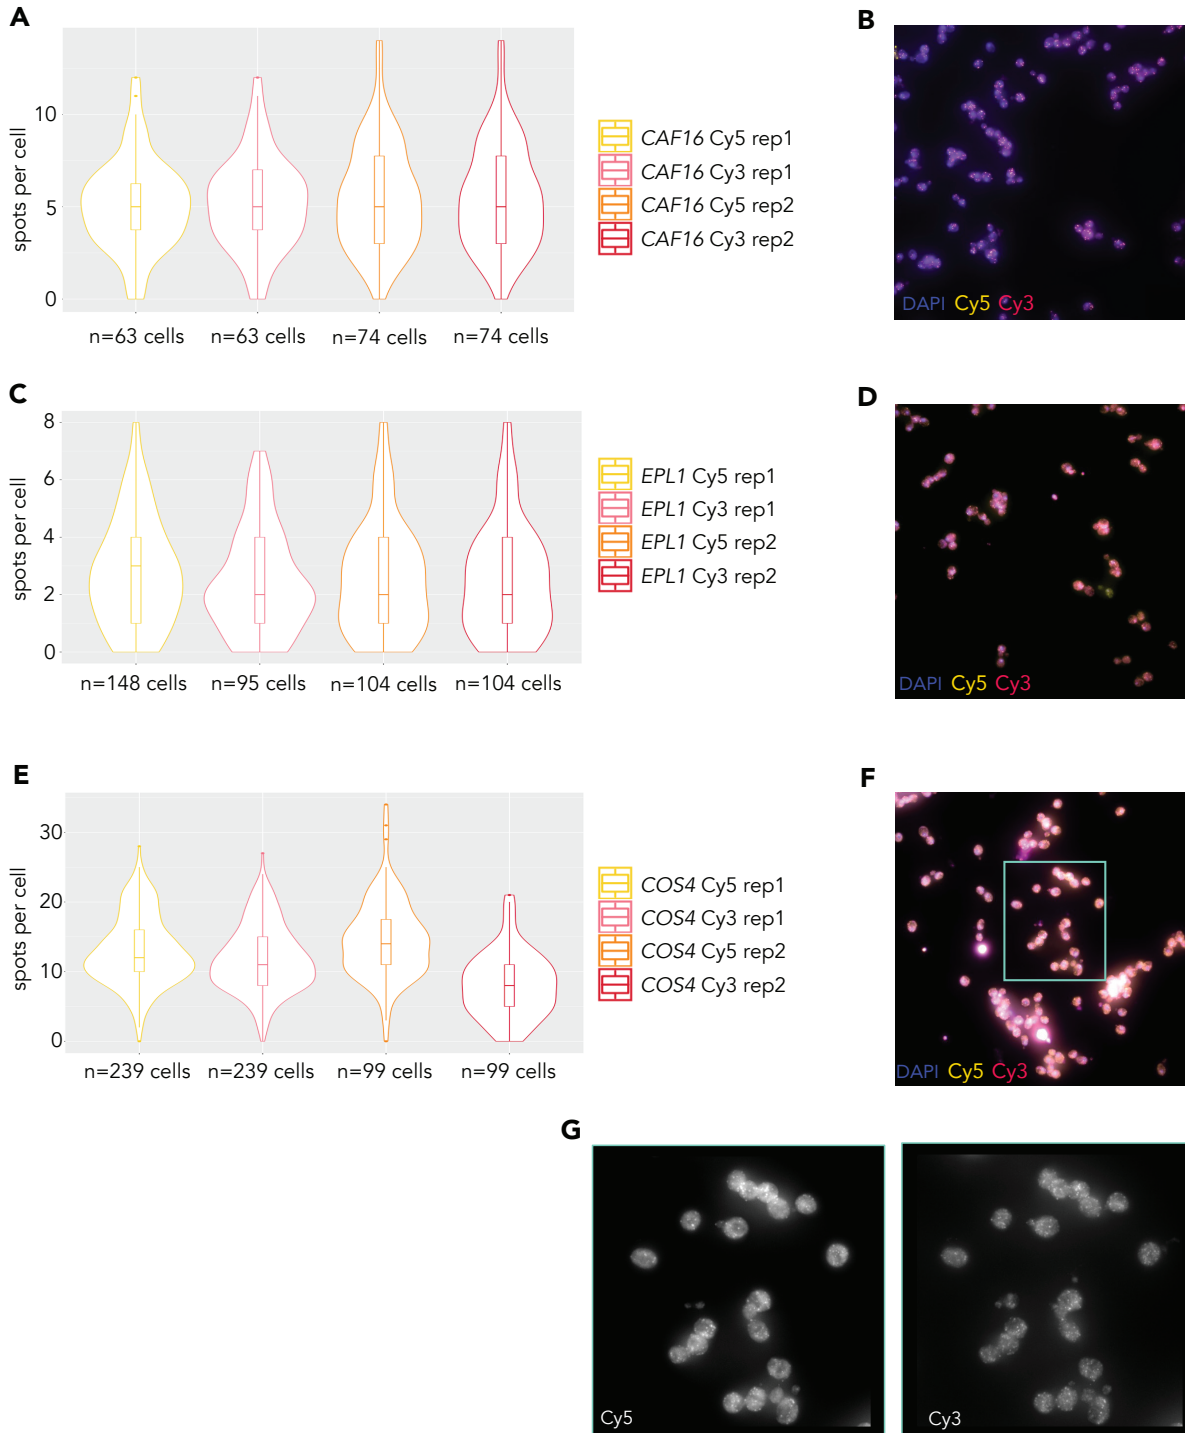 A
spots per cell
10
5
0
n=63 cells
n=63 cells
n=74 cells
n=74 cells
CAF16 Cy5 rep1
CAF16 Cy3 rep1
CAF16 Cy5 rep2
CAF16 Cy3 rep2
B
DAPI Cy5 Cy3
C
spots per cell
8
6
4
2
0
n=148 cells
n=95 cells
n=104 cells
n=104 cells
EPL1 Cy5 rep1
EPL1 Cy3 rep1
EPL1 Cy5 rep2
EPL1 Cy3 rep2
D
DAPI Cy5 Cy3
E
spots per cell
30
20
10
0
n=239 cells
n=239 cells
n=99 cells
n=99 cells
COS4 Cy5 rep1
COS4 Cy3 rep1
COS4 Cy5 rep2
COS4 Cy3 rep2
F
DAPI Cy5 Cy3
G
Cy5
Cy3